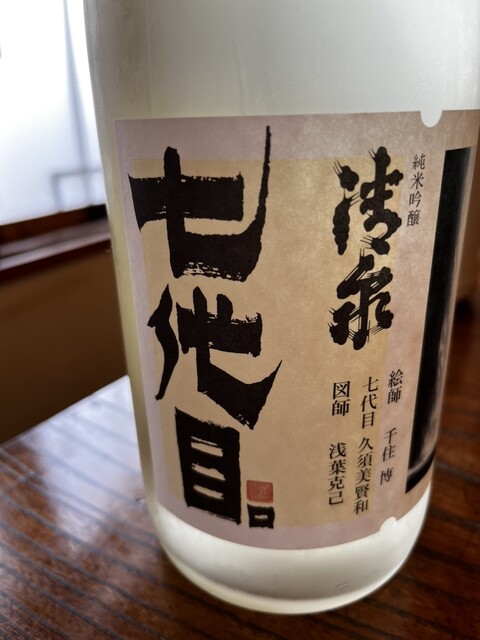 純米吟醸
清泉
七代目
絵師 千住 博
七代目 久須美賢和
図師 浅葉克己